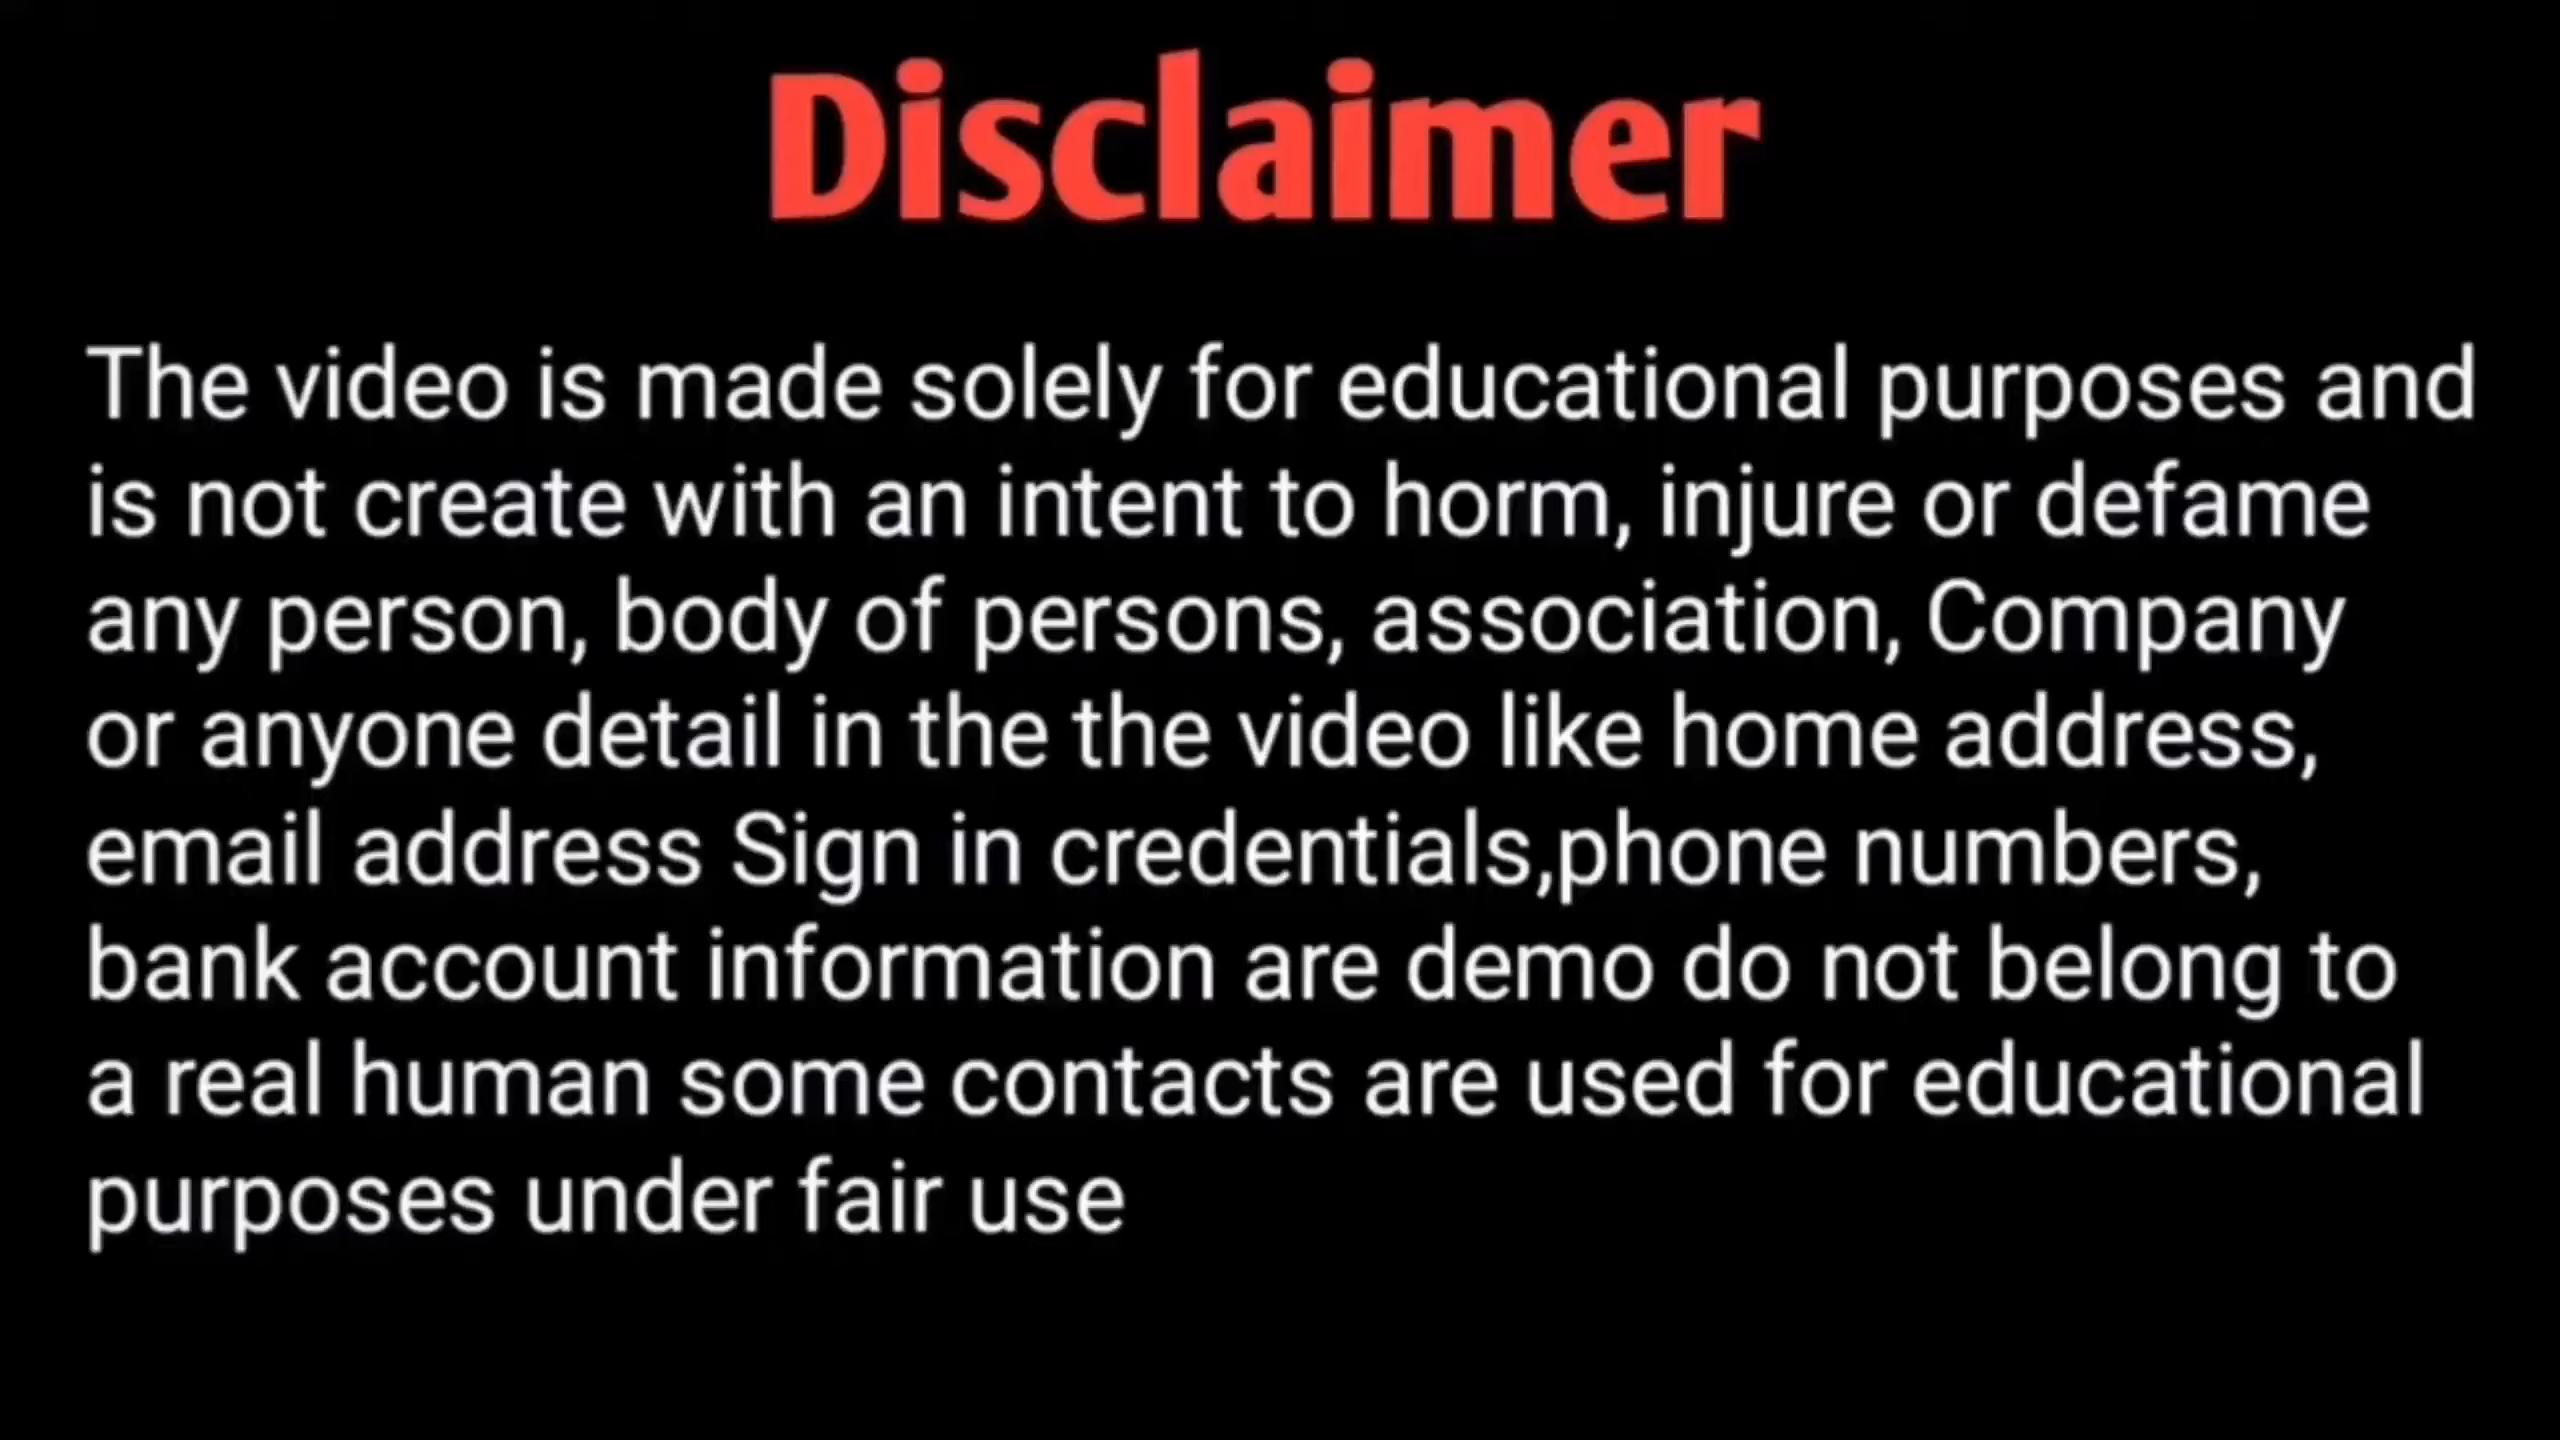 Disclaimer
The video is made solely for educational purposes and
is not create with an intent to horm, injure or defame
any person, body of persons, association, Company
or anyone detail in the the video like home address,
email address Sign in credentials,phone numbers,
bank account information are demo do not belong to
a real human some contacts are used for educational
purposes under fair use